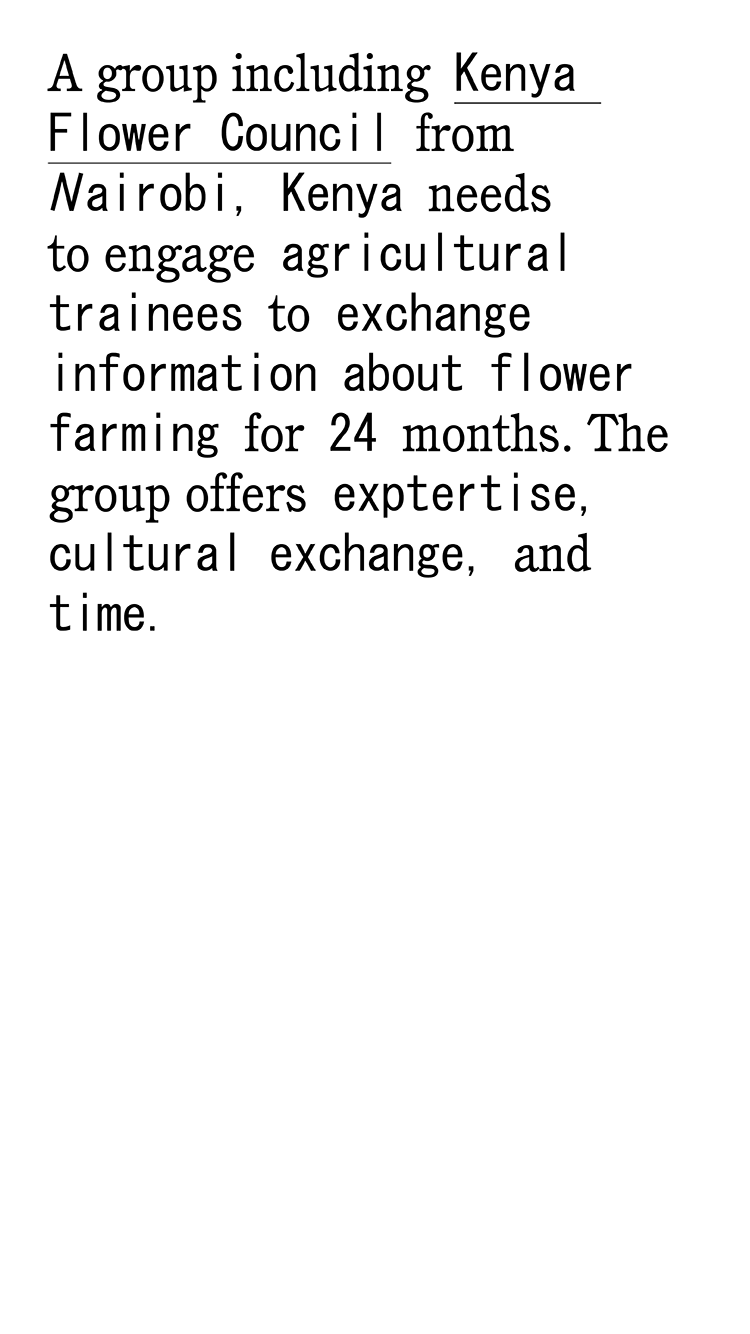 A group including Kenya
Flower Council from
Nairobi, Kenya needs
to engage agricultural
trainees to exchange
information about flower
farming for 24 months. The
group offers exptertise,
cultural exchange, and
time.